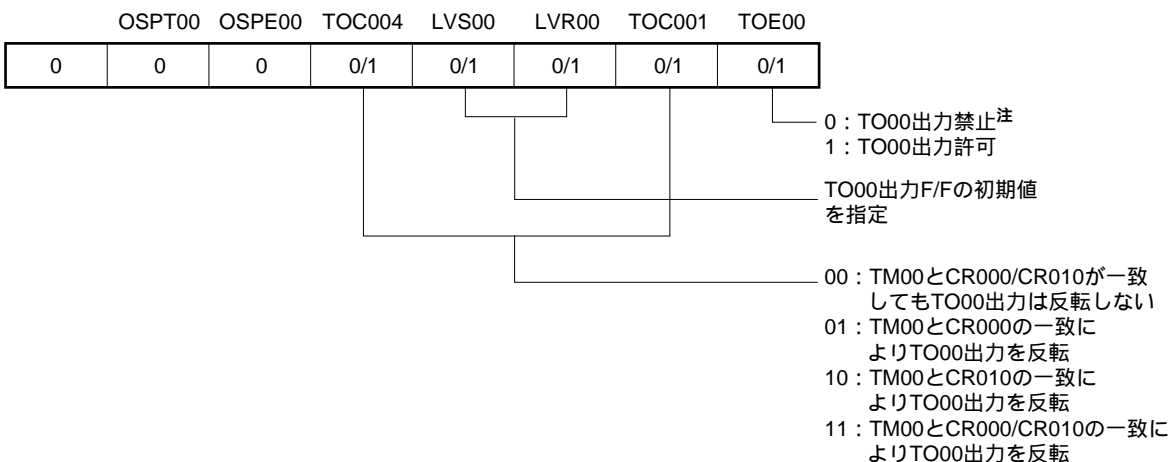 OSPT00 OSPE00 TOC004 LVS00 LVR00 TOC001 TOE00
0 0 0 0/1 0/1 0/1 0/1 0/1
0：TO00出力禁止注
1：TO00出力許可
TO00出力F/Fの初期値
を指定
00：TM00とCR000/CR010が一致
してもTO00出力は反転しない
01：TM00とCR000の一致に
よりTO00出力を反転
10：TM00とCR010の一致に
よりTO00出力を反転
11：TM00とCR000/CR010の一致に
よりTO00出力を反転